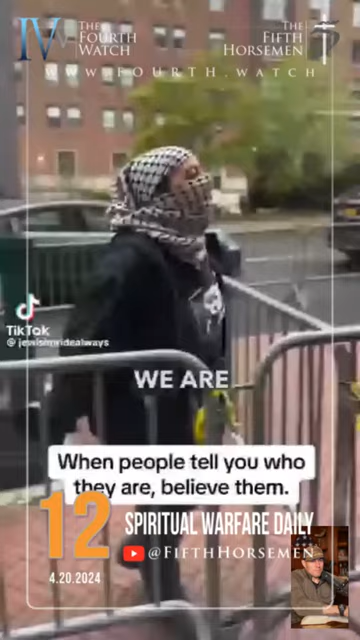 IV
THE
FOURTH
WATCH
THE
FIFTH
HORSEMEN
5
WWW.FOURTH.WATCH
TikTok
@jewishpridealways
WE ARE
When people tell you who
they are, believe them.
12
SPIRITUAL WARFARE DAILY
@FIFTHHORSEMEN
4.20.2024